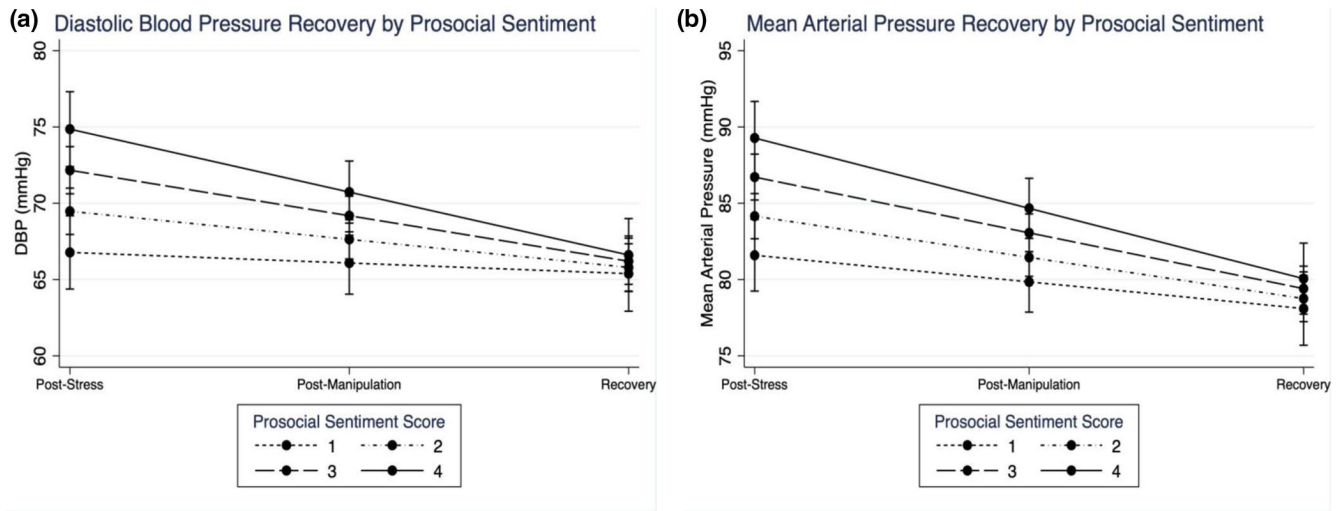 (a) Diastolic Blood Pressure Recovery by Prosocial Sentiment
80
75
70
65
60
DBP (mmHg)
Post-Stress Post-Manipulation Recovery
Prosocial Sentiment Score
1 2
3 4
(b) Mean Arterial Pressure Recovery by Prosocial Sentiment
95
90
85
80
75
Mean Arterial Pressure (mmHg)
Post-Stress Post-Manipulation Recovery
Prosocial Sentiment Score
1 2
3 4